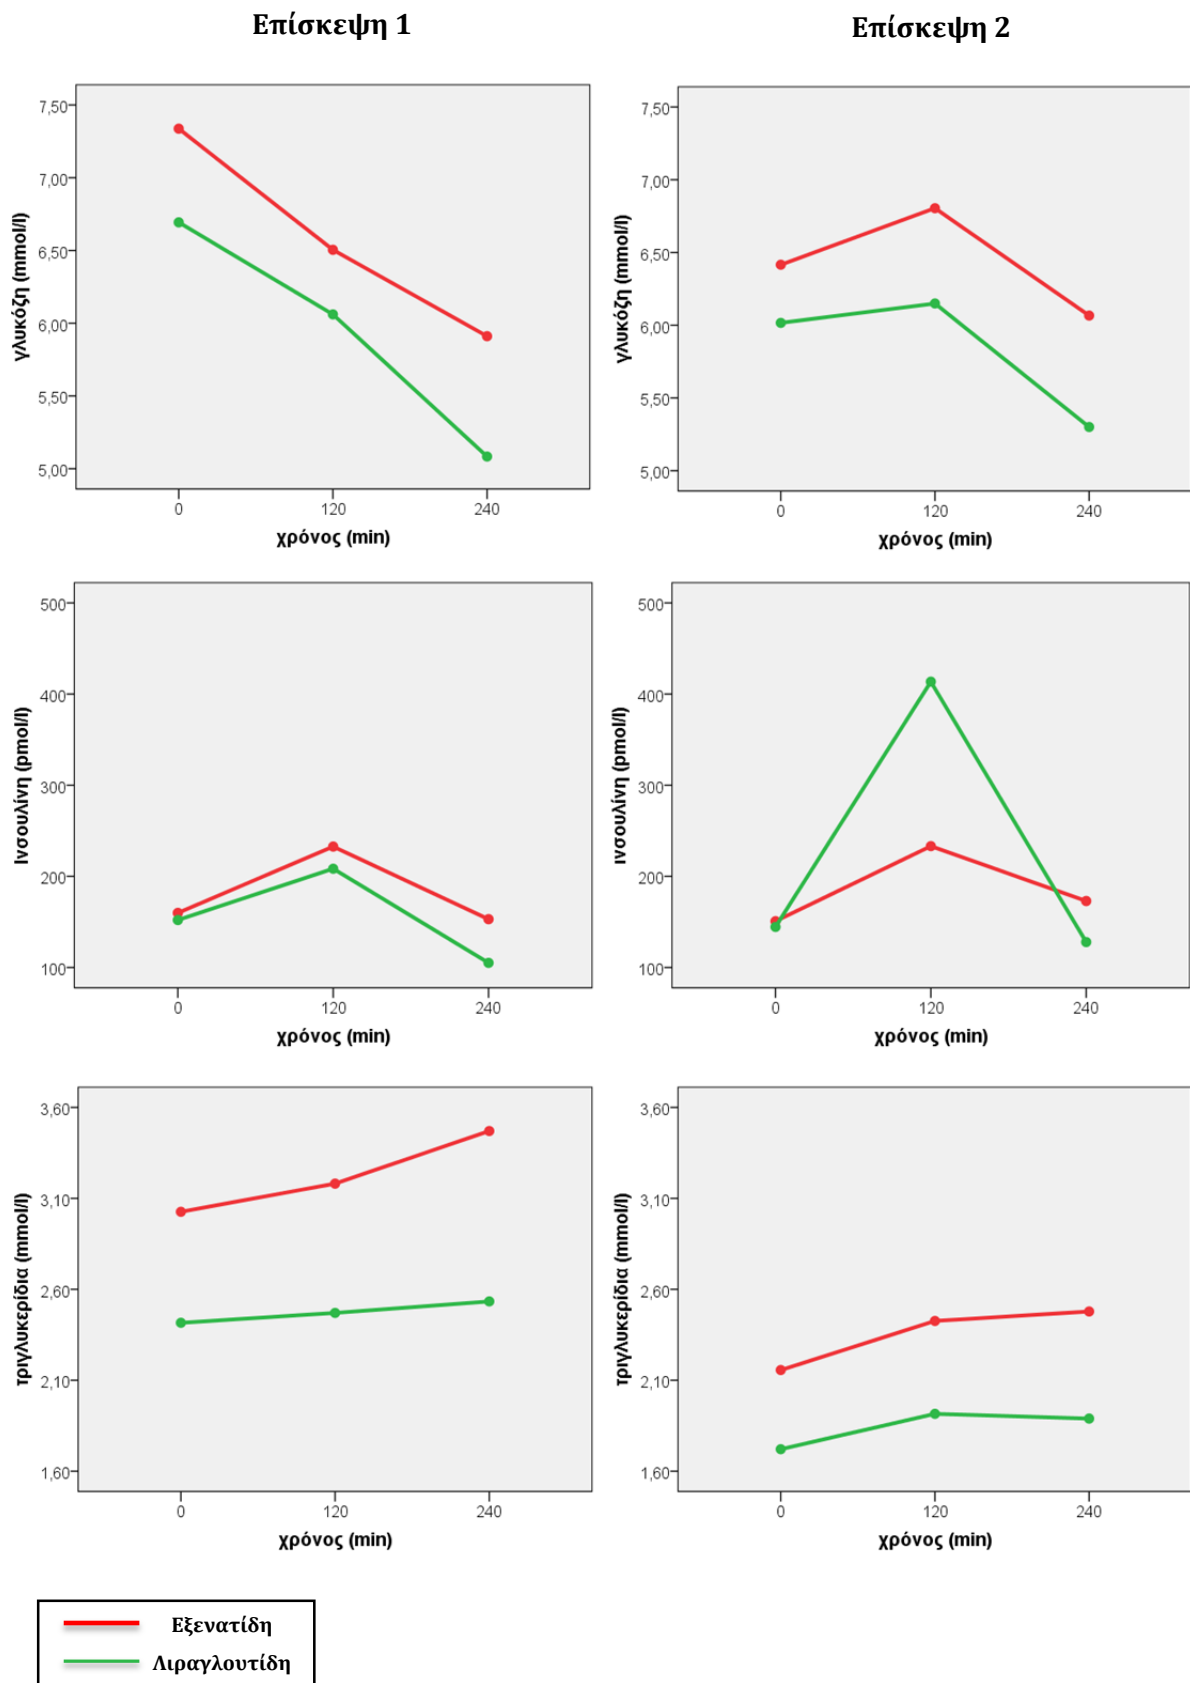 Επίσκεψη 1
Επίσκεψη 2
γλυκόζη (mmol/l)
7,50
7,00
6,50
6,00
5,50
5,00
0 120 240
χρόνος (min)
γλυκόζη (mmol/l)
7,50
7,00
6,50
6,00
5,50
5,00
0 120 240
χρόνος (min)
Ινσουλίνη (pmol/l)
500
400
300
200
100
0 120 240
χρόνος (min)
ινσουλίνη (pmol/l)
500
400
300
200
100
0 120 240
χρόνος (min)
τριγλυκερίδια (mmol/l)
3,60
3,10
2,60
2,10
1,60
0 120 240
χρόνος (min)
τριγλυκερίδια (mmol/l)
3,60
3,10
2,60
2,10
1,60
0 120 240
χρόνος (min)
Εξενατίδη
Λιραγλουτίδη